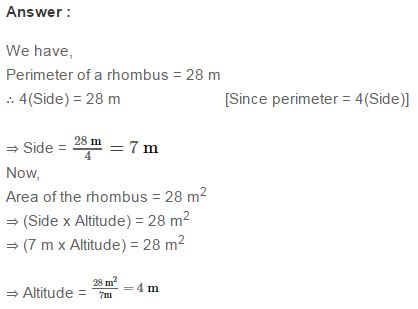 Answer :
We have,
Perimeter of a rhombus = 28 m
∴ 4(Side) = 28 m [Since perimeter = 4(Side)]
⇒ Side = 28 m/4 = 7 m
Now,
Area of the rhombus = 28 m²
⇒ (Side x Altitude) = 28 m²
⇒ (7 m x Altitude) = 28 m²
⇒ Altitude = 28 m²/7m = 4 m